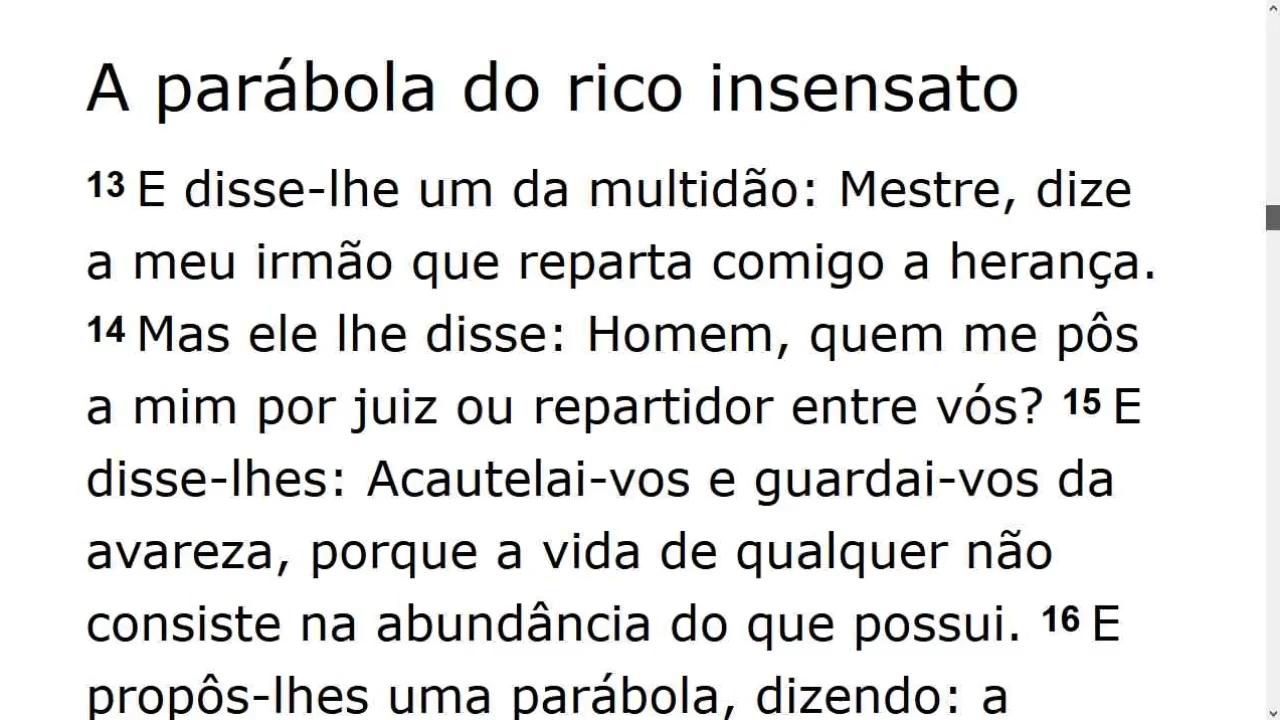 A parábola do rico insensato
13 E disse-lhe um da multidão: Mestre, dize
a meu irmão que reparta comigo a herança.
14 Mas ele lhe disse: Homem, quem me pôs
a mim por juiz ou repartidor entre vós? 15 E
disse-lhes: Acautelai-vos e guardai-vos da
avareza, porque a vida de qualquer não
consiste na abundância do que possui. 16 E
propôs-lhes uma parábola, dizendo: a